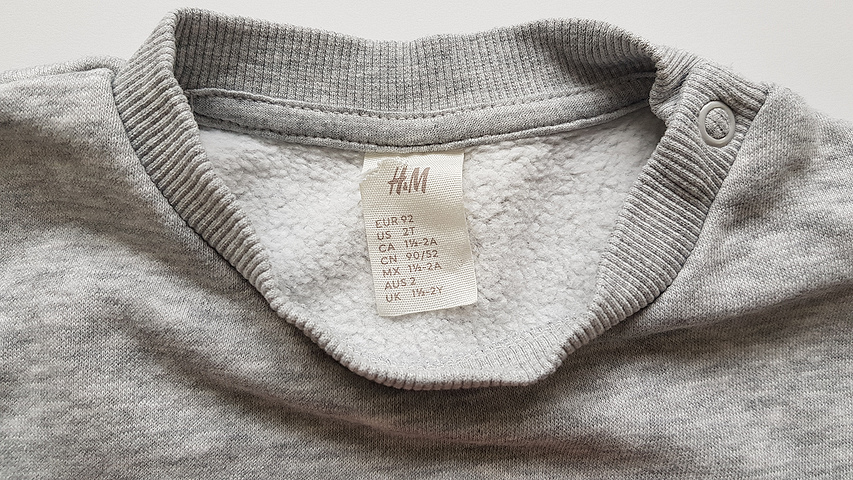 H&M
EUR 92
US 2T
CA 1½-2A
CN 90/52
MX 1½-2A
AUS 2
UK 1½-2Y